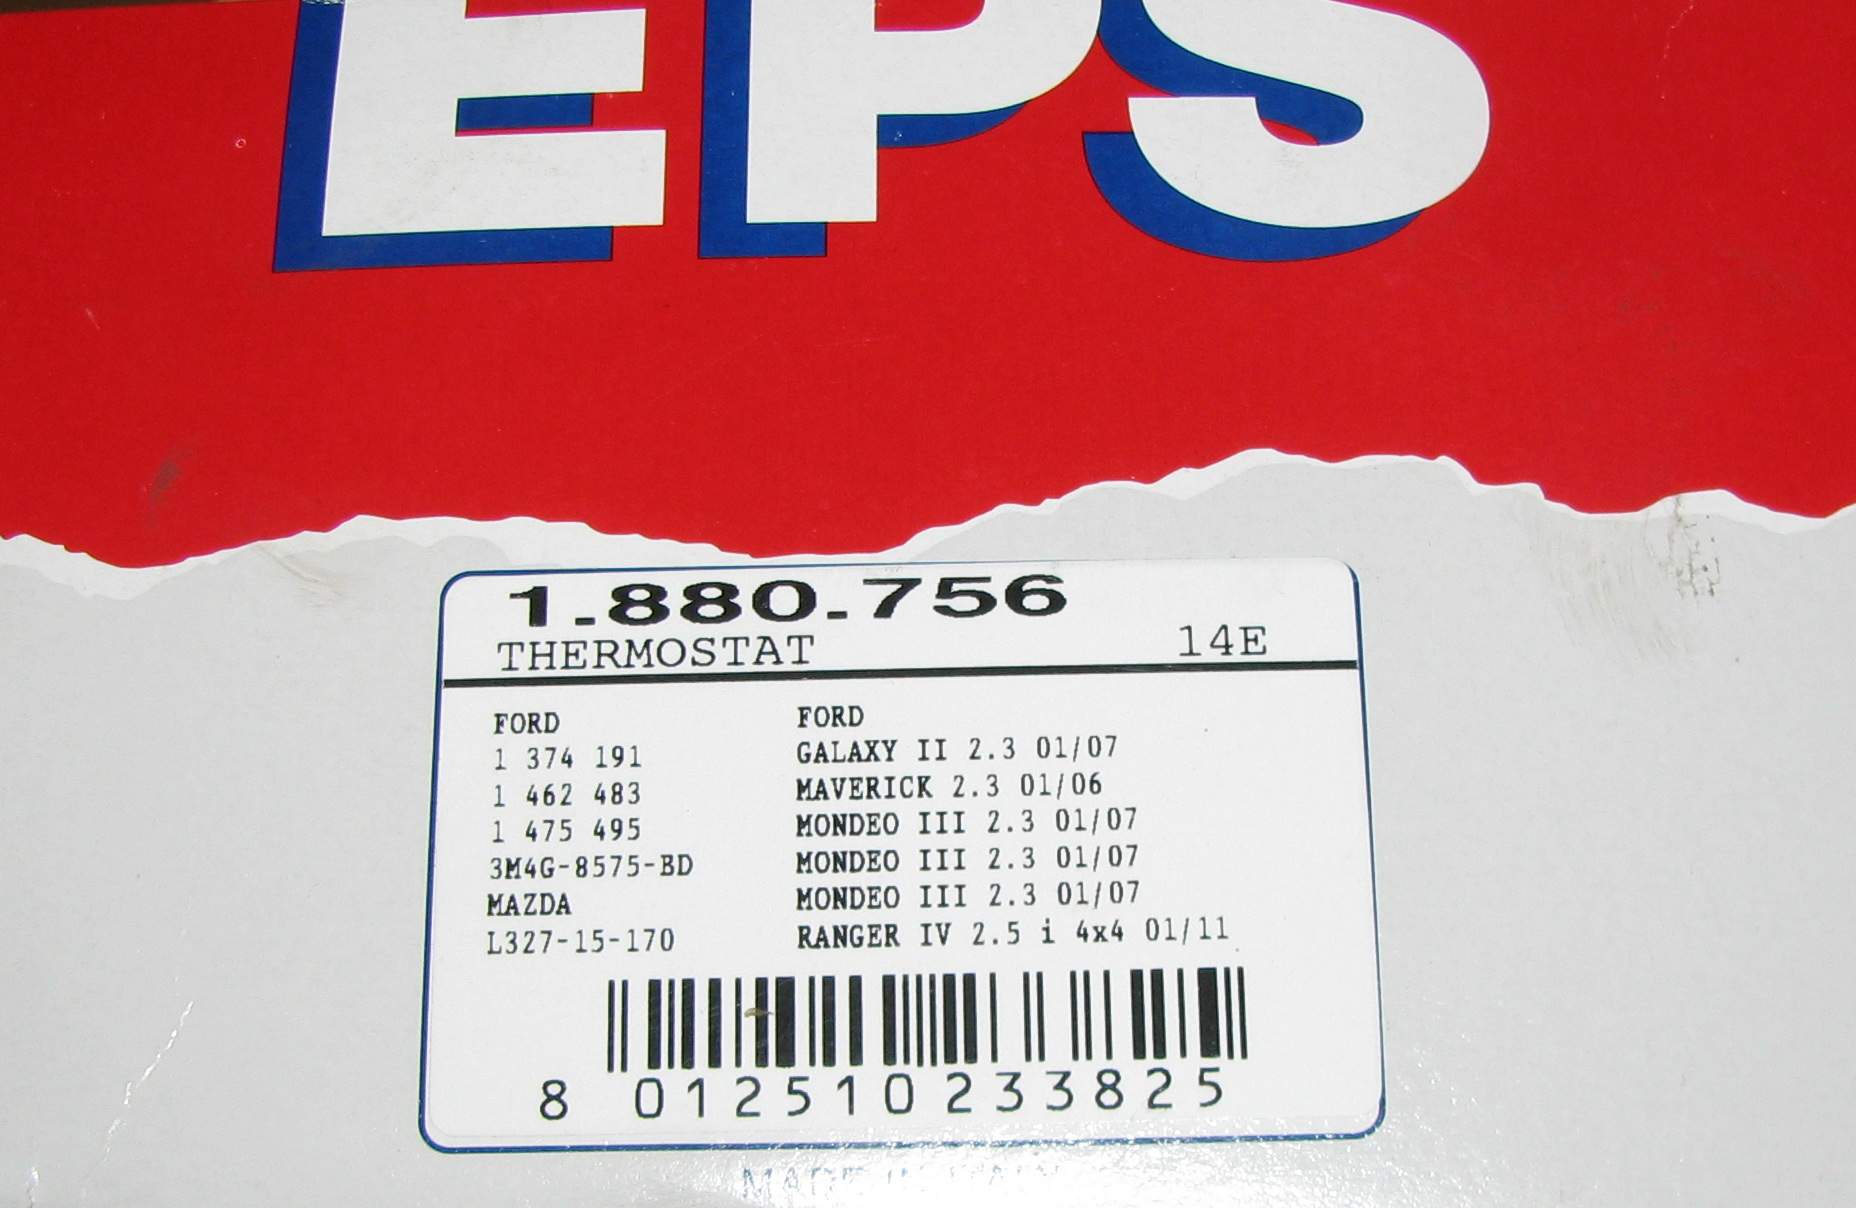 EPS
1.880.756
THERMOSTAT 14E
FORD FORD
1 374 191 GALAXY II 2.3 01/07
1 462 483 MAVERICK 2.3 01/06
1 475 495 MONDEO III 2.3 01/07
3M4G-8575-BD MONDEO III 2.3 01/07
MAZDA MONDEO III 2.3 01/07
L327-15-170 RANGER IV 2.5 i 4x4 01/11
8 012510 233825
MADE IN ITALY